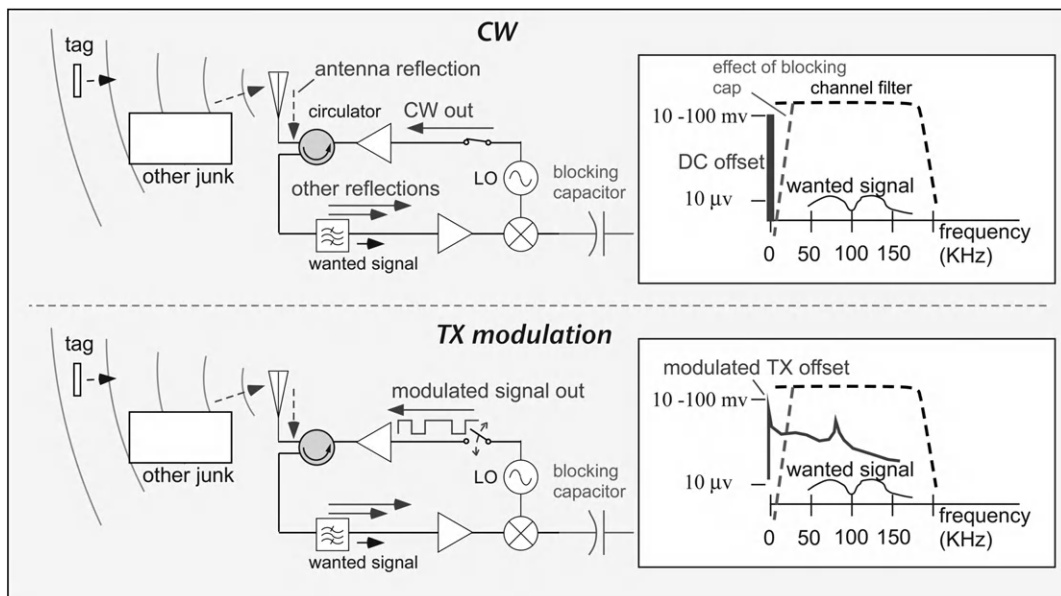 CW
tag
antenna reflection
circulator
CW out
other junk
other reflections
LO
blocking
capacitor
wanted signal
effect of blocking
cap
channel filter
10 -100 mv
DC offset
wanted signal
10 μv
0 50 100 150
frequency
(KHz)
TX modulation
tag
modulated signal out
other junk
LO
blocking
capacitor
wanted signal
modulated TX offset
10 -100 mv
wanted signal
10 μv
0 50 100 150
frequency
(KHz)